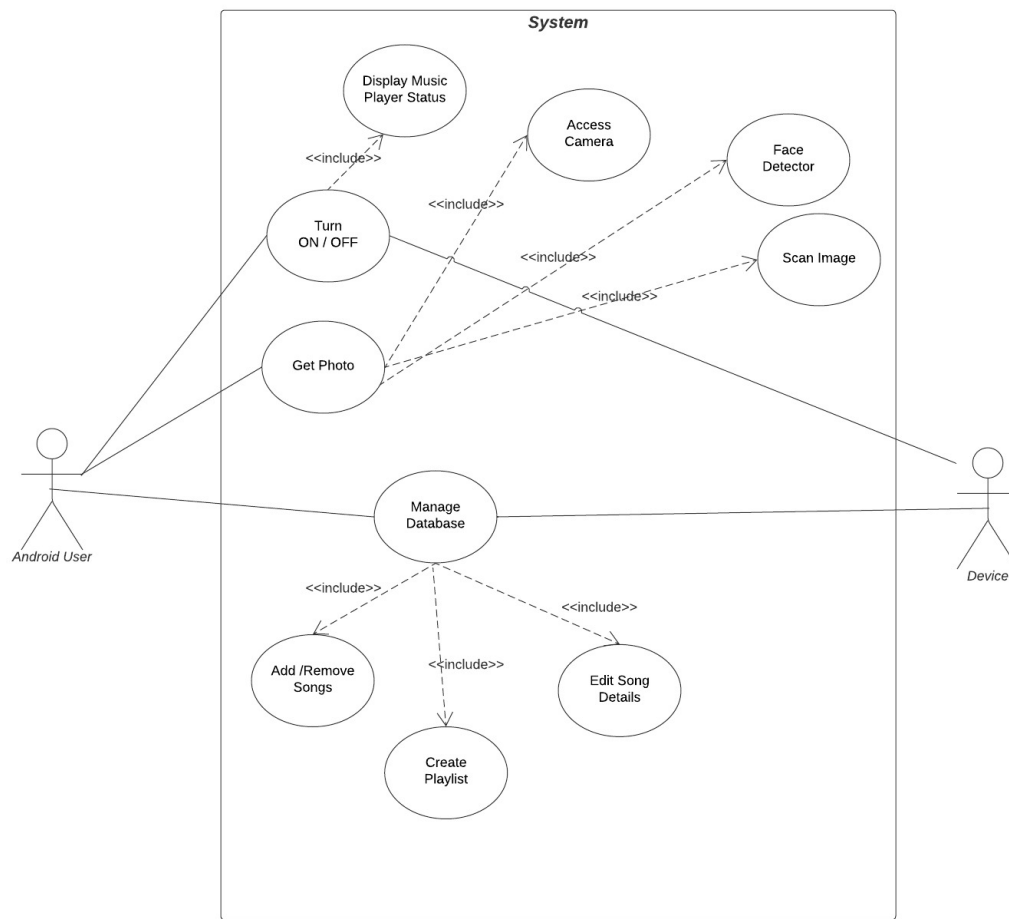 System
Display Music
Player Status
Access
Camera
Face
Detector
<<include>>
<<include>>
Turn
ON / OFF
<<include>>
Scan Image
<<include>>
Get Photo
Manage
Database
Android User
Device
<<include>>
<<include>>
<<include>>
Add /Remove
Songs
Edit Song
Details
Create
Playlist